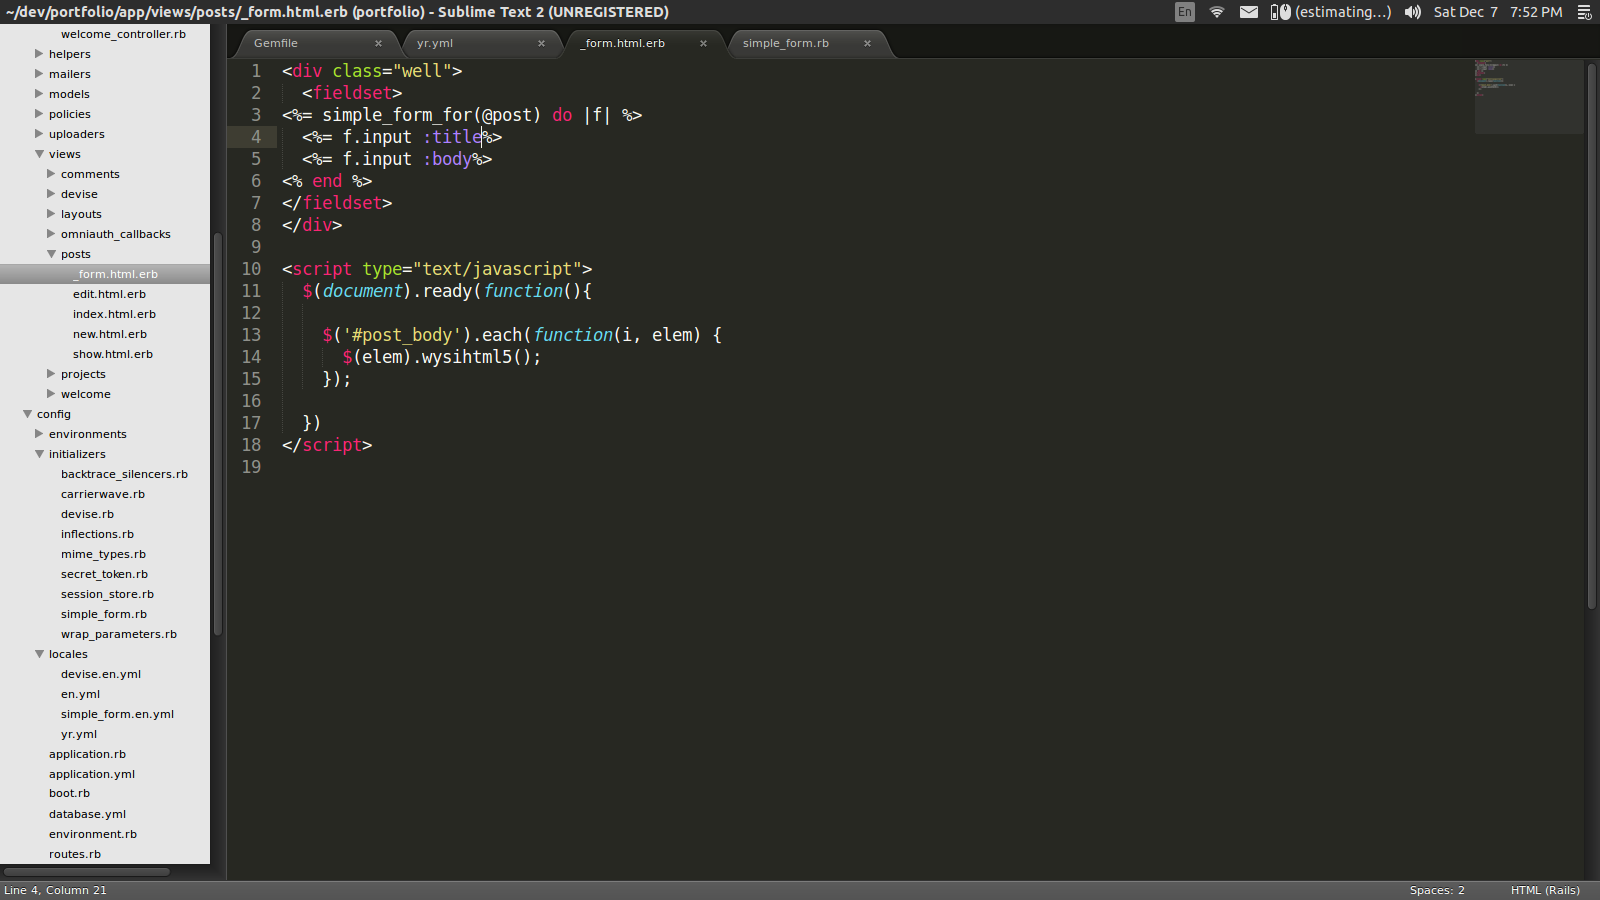 ~/dev/portfolio/app/views/posts/_form.html.erb (portfolio) - Sublime Text 2 (UNREGISTERED)
En (estimating...) Sat Dec 7 7:52 PM
welcome_controller.rb
helpers
mailers
models
policies
uploaders
views
comments
devise
layouts
omniauth_callbacks
posts
_form.html.erb
edit.html.erb
index.html.erb
new.html.erb
show.html.erb
projects
welcome
config
environments
initializers
backtrace_silencers.rb
carrierwave.rb
devise.rb
inflections.rb
mime_types.rb
secret_token.rb
session_store.rb
simple_form.rb
wrap_parameters.rb
locales
devise.en.yml
en.yml
simple_form.en.yml
yr.yml
application.rb
application.yml
boot.rb
database.yml
environment.rb
routes.rb
Gemfile × yr.yml × _form.html.erb × simple_form.rb ×
1 <div class="well">
2 <fieldset>
3 <%= simple_form_for(@post) do |f| %>
4 <%= f.input :title%>
5 <%= f.input :body%>
6 <% end %>
7 </fieldset>
8 </div>
9
10 <script type="text/javascript">
11 $(document).ready(function(){
12
13 $('#post_body').each(function(i, elem) {
14 $(elem).wysihtml5();
15 });
16
17 })
18 </script>
19
Line 4, Column 21
Spaces: 2 HTML (Rails)